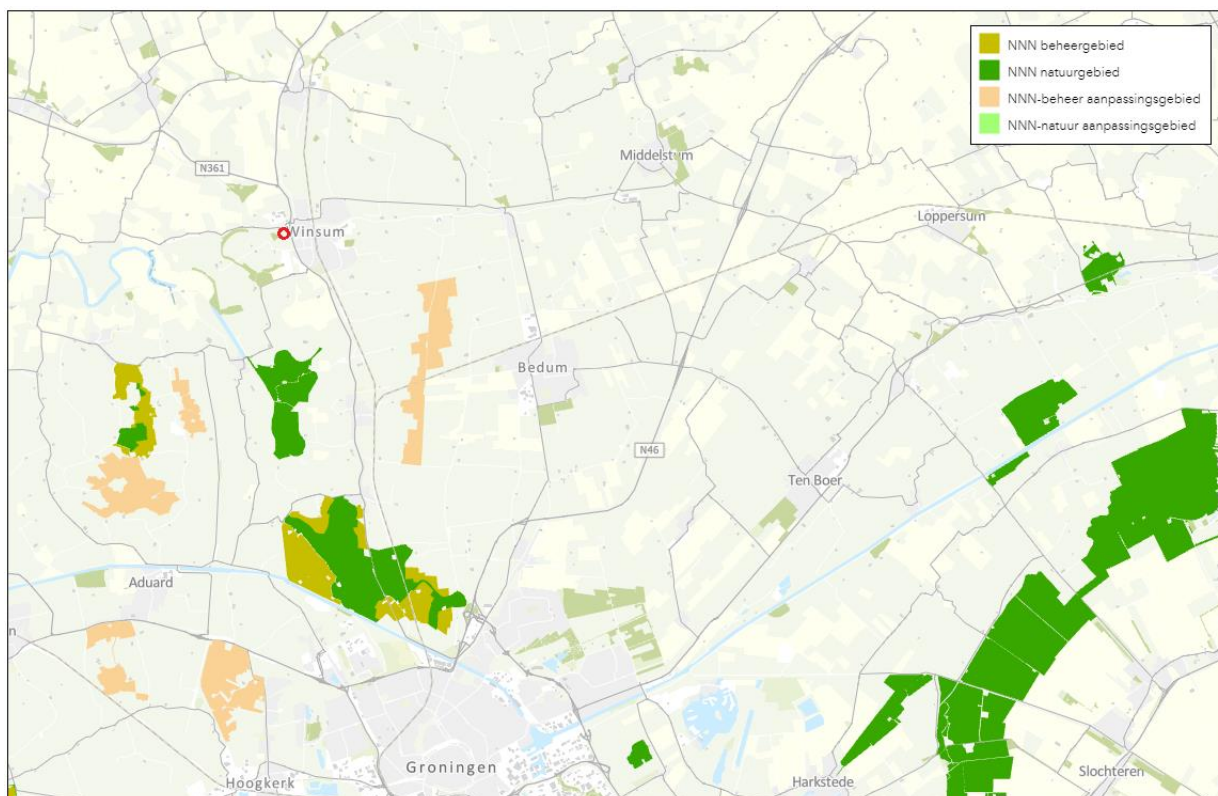 NNN beheergebied
NNN natuurgebied
NNN-beheer aanpassingsgebied
NNN-natuur aanpassingsgebied
Middelstum
N361
Loppersum
Winsum
Bedum
N46
Ten Boer
Aduard
n
Groningen
Hoogkerk
Harkstede
Slochteren